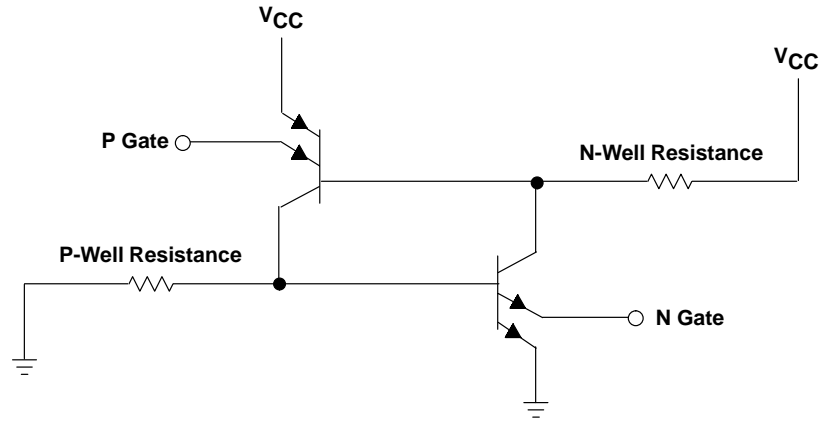 VCC
VCC
P Gate
N-Well Resistance
P-Well Resistance
N Gate